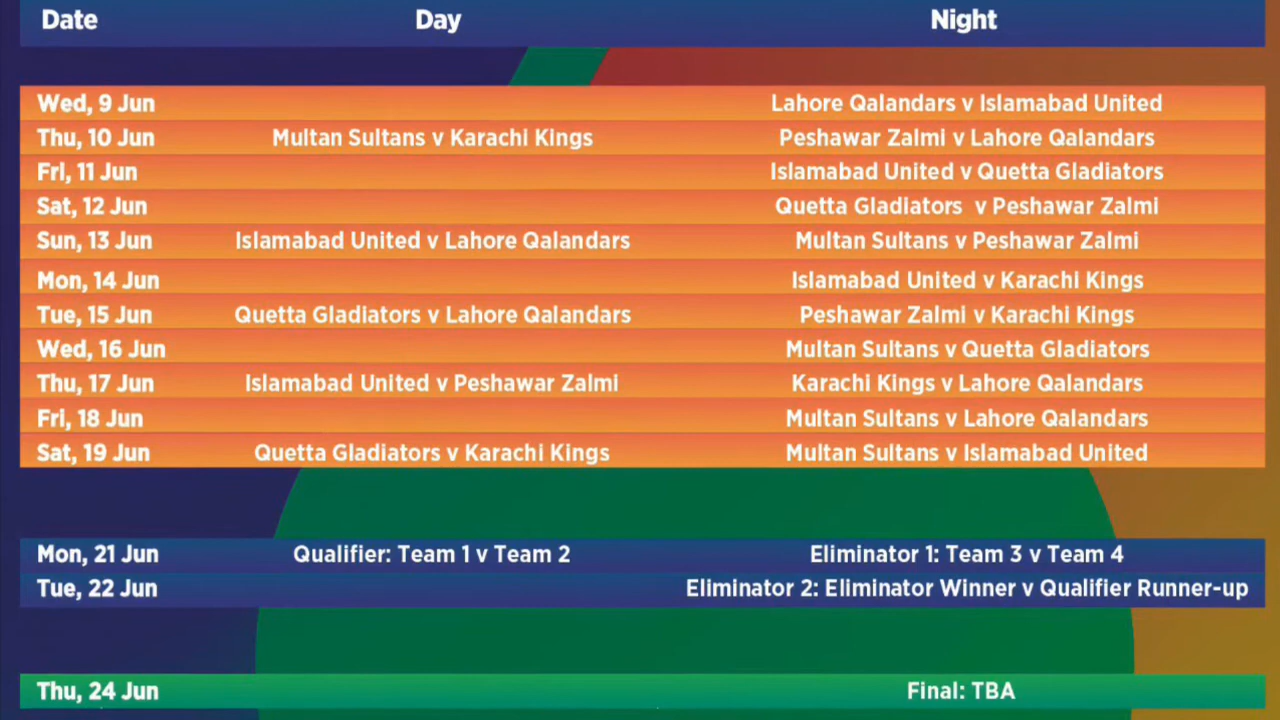 Date Day Night
Wed, 9 Jun Lahore Qalandars v Islamabad United
Thu, 10 Jun Multan Sultans v Karachi Kings Peshawar Zalmi v Lahore Qalandars
Fri, 11 Jun Islamabad United v Quetta Gladiators
Sat, 12 Jun Quetta Gladiators v Peshawar Zalmi
Sun, 13 Jun Islamabad United v Lahore Qalandars Multan Sultans v Peshawar Zalmi
Mon, 14 Jun Islamabad United v Karachi Kings
Tue, 15 Jun Quetta Gladiators v Lahore Qalandars Peshawar Zalmi v Karachi Kings
Wed, 16 Jun Multan Sultans v Quetta Gladiators
Thu, 17 Jun Islamabad United v Peshawar Zalmi Karachi Kings v Lahore Qalandars
Fri, 18 Jun Multan Sultans v Lahore Qalandars
Sat, 19 Jun Quetta Gladiators v Karachi Kings Multan Sultans v Islamabad United
Mon, 21 Jun Qualifier: Team 1 v Team 2 Eliminator 1: Team 3 v Team 4
Tue, 22 Jun Eliminator 2: Eliminator Winner v Qualifier Runner-up
Thu, 24 Jun Final: TBA